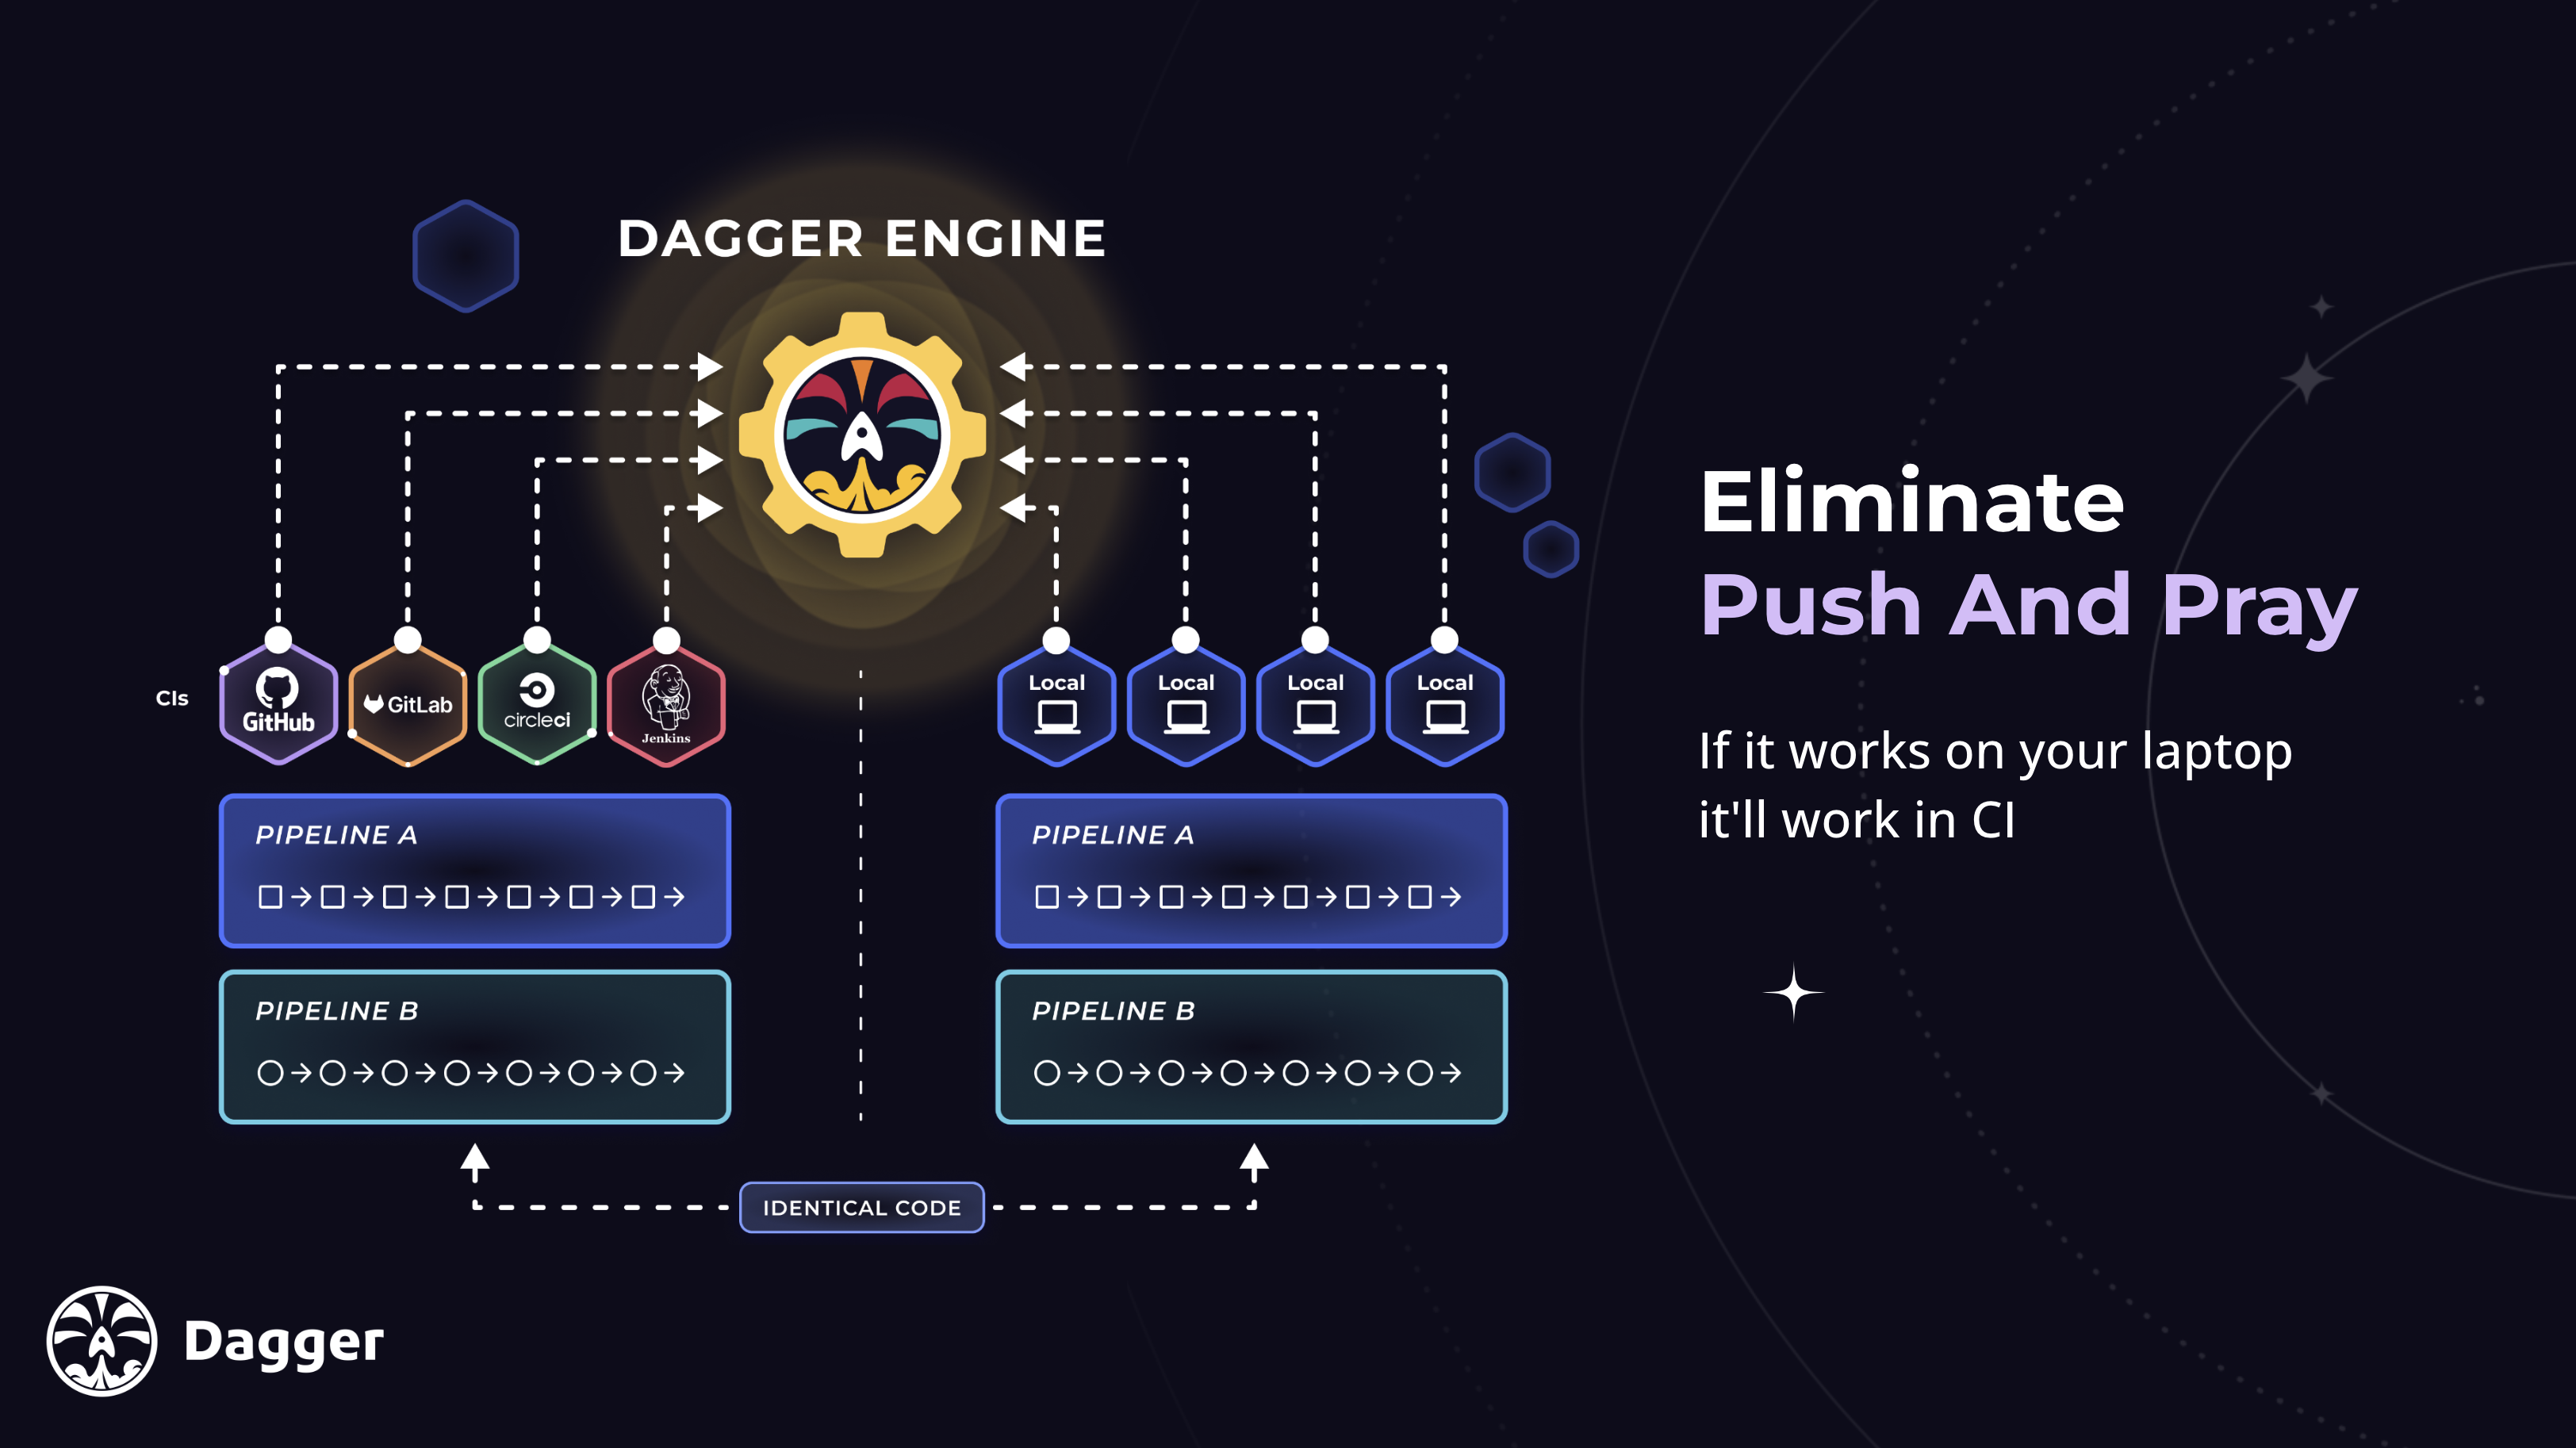 DAGGER ENGINE
CIs
GitHub
GitLab
circleci
Jenkins
Local
Local
Local
Local
PIPELINE A
PIPELINE B
PIPELINE A
PIPELINE B
IDENTICAL CODE
Eliminate
Push And Pray
If it works on your laptop
it'll work in CI
Dagger